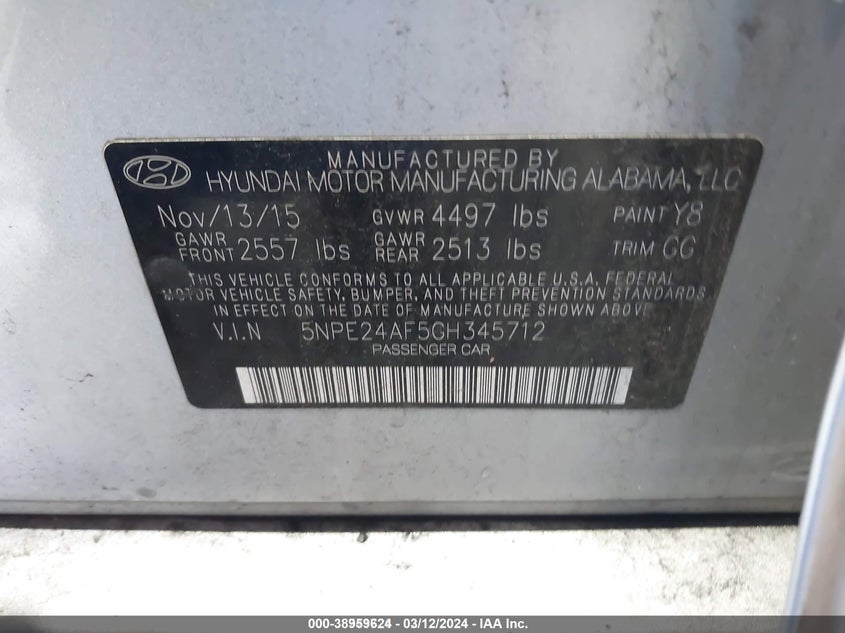 MANUFACTURED BY
HYUNDAI MOTOR MANUFACTURING ALABAMA, LLC
Nov/13/15 GVWR 4497 lbs PAINT Y8
GAWR FRONT 2557 lbs GAWR REAR 2513 lbs TRIM GG
THIS VEHICLE CONFORMS TO ALL APPLICABLE U.S.A. FEDERAL
MOTOR VEHICLE SAFETY, BUMPER, AND THEFT PREVENTION STANDARDS
IN EFFECT ON THE DATE OF MANUFACTURE SHOWN ABOVE
V.I.N 5NPE24AF5GH345712
PASSENGER CAR
000-38959624 - 03/12/2024 - IAA Inc.